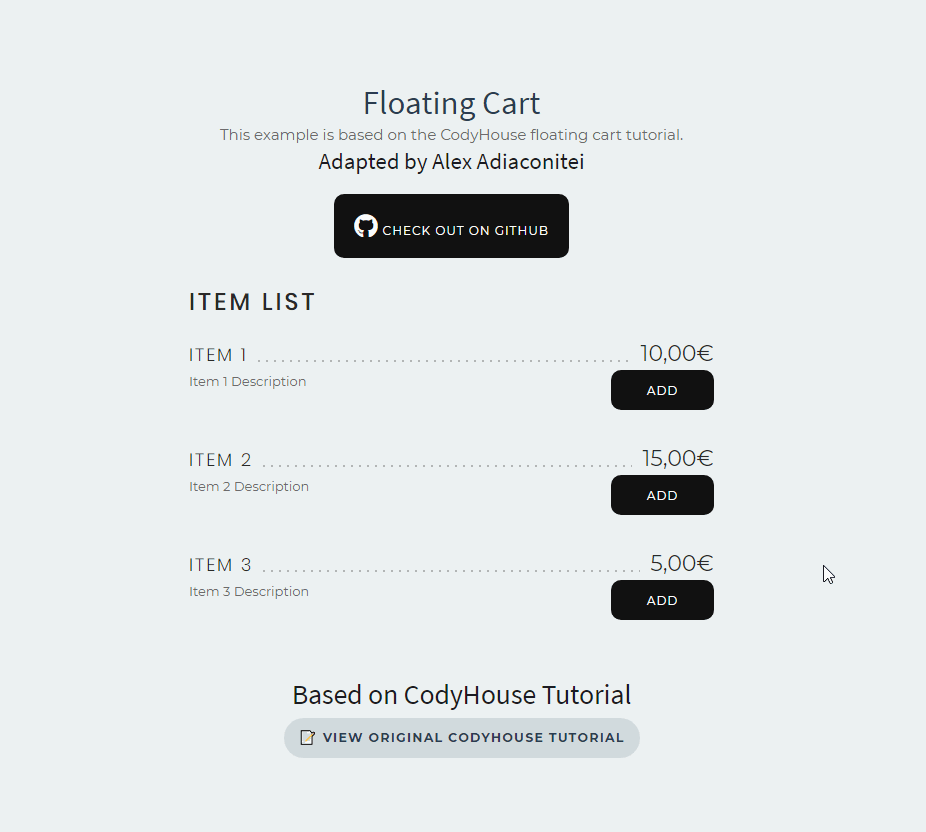 Floating Cart
This example is based on the CodyHouse floating cart tutorial.
Adapted by Alex Adiaconitei
CHECK OUT ON GITHUB
ITEM LIST
ITEM 1 10,00€
Item 1 Description
ADD
ITEM 2 15,00€
Item 2 Description
ADD
ITEM 3 5,00€
Item 3 Description
ADD
Based on CodyHouse Tutorial
VIEW ORIGINAL CODYHOUSE TUTORIAL